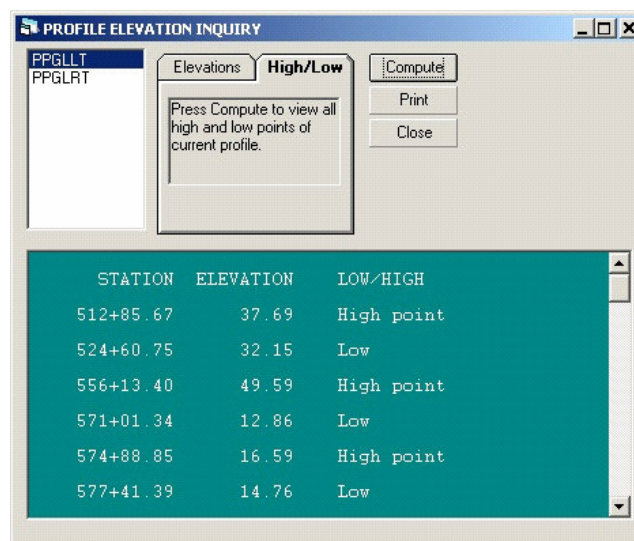 PROFILE ELEVATION INQUIRY
PPGLLT
PPGLRT
Elevations High/Low
Press Compute to view all
high and low points of
current profile.
Compute
Print
Close
STATION ELEVATION LOW/HIGH
512+85.67 37.69 High point
524+60.75 32.15 Low
556+13.40 49.59 High point
571+01.34 12.86 Low
574+88.85 16.59 High point
577+41.39 14.76 Low